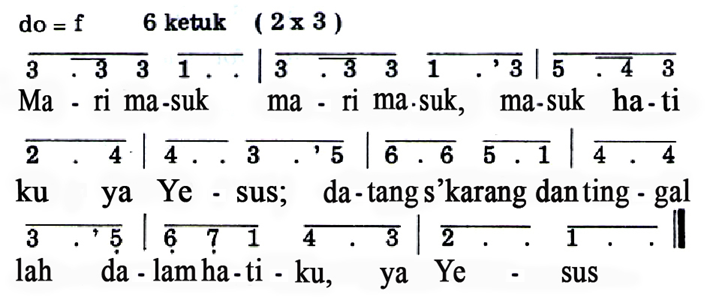 do = f 6 ketuk ( 2 x 3 )
3 . 3 3 1 . . | 3 . 3 3 1 . ' 3 | 5 . 4 3
Ma - ri ma-suk ma - ri ma-suk, ma-suk ha-ti
2 . 4 | 4 . . 3 . ' 5 | 6 . 6 5 . 1 | 4 . 4
ku ya Ye - sus; da-tang s'karang dan ting - gal
3 . ' 5̣ | 6̣ 7̣ 1 4 . 3 | 2 . . 1 . . ||
lah da - lam ha - ti - ku, ya Ye - sus